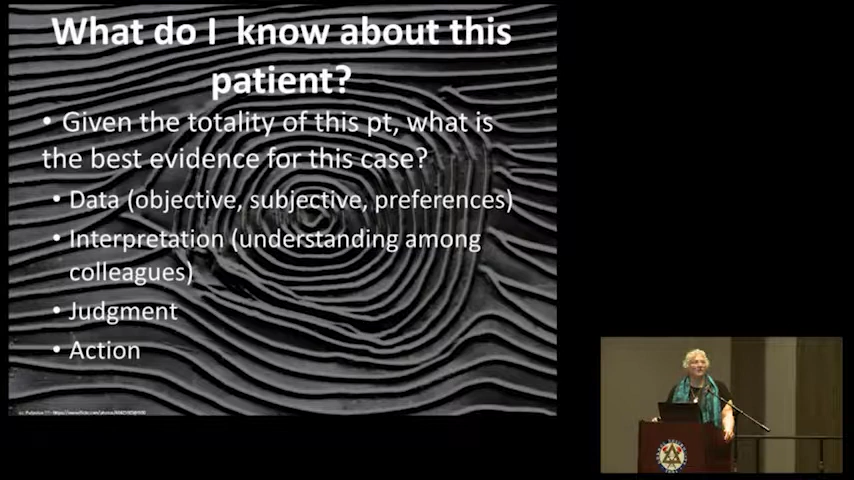 What do I know about this
patient?
• Given the totality of this pt, what is
the best evidence for this case?
• Data (objective, subjective, preferences)
• Interpretation (understanding among
colleagues)
• Judgment
• Action